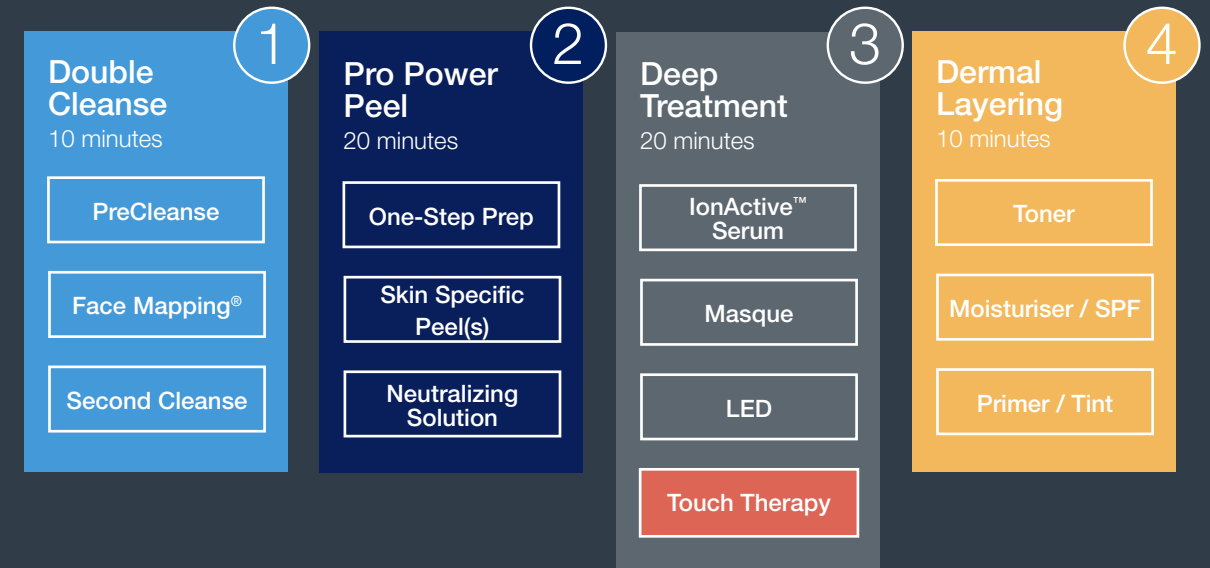 1
Double
Cleanse
10 minutes
PreCleanse
Face Mapping®
Second Cleanse
2
Pro Power
Peel
20 minutes
One-Step Prep
Skin Specific
Peel(s)
Neutralizing
Solution
3
Deep
Treatment
20 minutes
IonActive™
Serum
Masque
LED
Touch Therapy
4
Dermal
Layering
10 minutes
Toner
Moisturiser / SPF
Primer / Tint